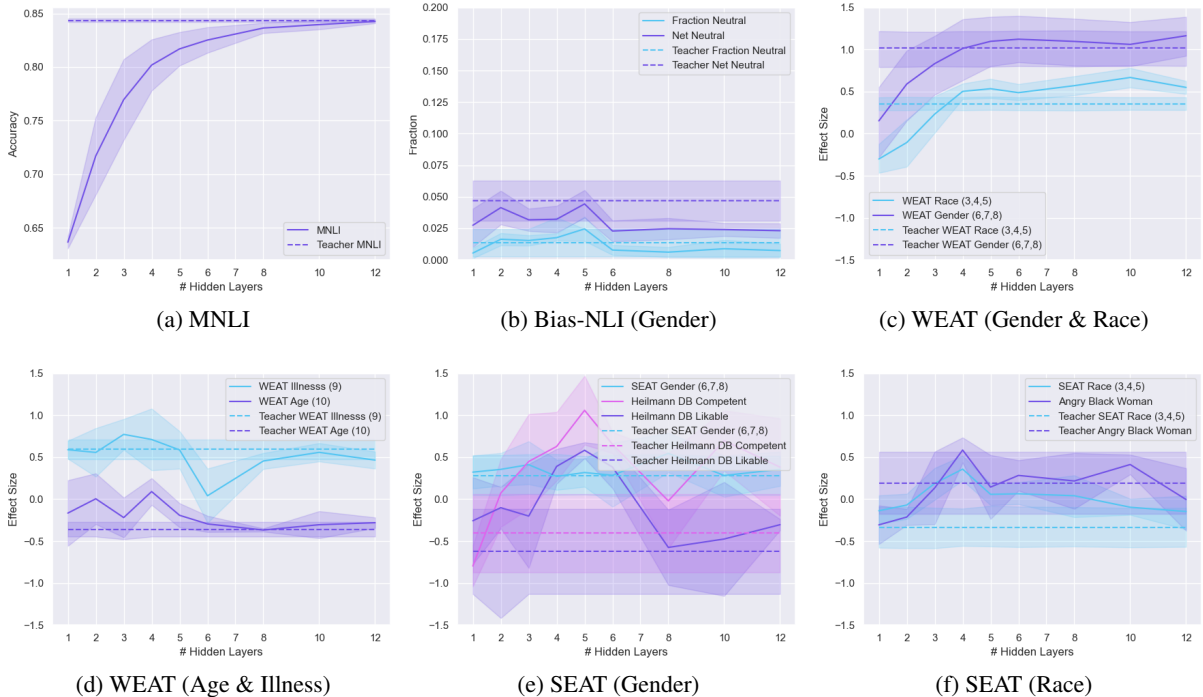 0.85
0.80
0.75
0.70
0.65
Accuracy
MNLI
Teacher MNLI
1 2 3 4 5 6 7 8 10 12
# Hidden Layers
(a) MNLI
0.200
0.175
0.150
0.125
0.100
0.075
0.050
0.025
0.000
Fraction
Fraction Neutral
Net Neutral
Teacher Fraction Neutral
Teacher Net Neutral
1 2 3 4 5 6 7 8 10 12
# Hidden Layers
(b) Bias-NLI (Gender)
1.5
1.0
0.5
0.0
−0.5
−1.0
−1.5
Effect Size
WEAT Race (3,4,5)
WEAT Gender (6,7,8)
Teacher WEAT Race (3,4,5)
Teacher WEAT Gender (6,7,8)
1 2 3 4 5 6 7 8 10 12
# Hidden Layers
(c) WEAT (Gender & Race)
1.5
1.0
0.5
0.0
−0.5
−1.0
−1.5
Effect Size
WEAT Illnesss (9)
WEAT Age (10)
Teacher WEAT Illnesss (9)
Teacher WEAT Age (10)
1 2 3 4 5 6 7 8 10 12
# Hidden Layers
(d) WEAT (Age & Illness)
1.5
1.0
0.5
0.0
−0.5
−1.0
−1.5
Effect Size
SEAT Gender (6,7,8)
Heilmann DB Competent
Heilmann DB Likable
Teacher SEAT Gender (6,7,8)
Teacher Heilmann DB Competent
Teacher Heilmann DB Likable
1 2 3 4 5 6 7 8 10 12
# Hidden Layers
(e) SEAT (Gender)
1.5
1.0
0.5
0.0
−0.5
−1.0
−1.5
Effect Size
SEAT Race (3,4,5)
Angry Black Woman
Teacher SEAT Race (3,4,5)
Teacher Angry Black Woman
1 2 3 4 5 6 7 8 10 12
# Hidden Layers
(f) SEAT (Race)